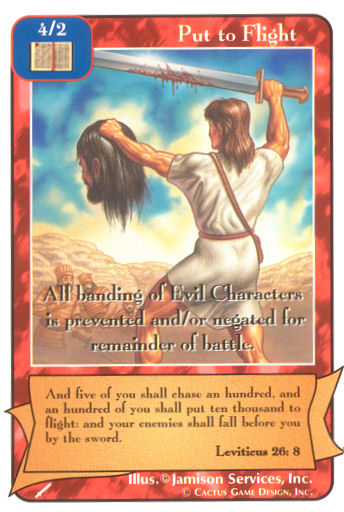 4/2
Put to Flight
All banding of Evil Characters
is prevented and/or negated for
remainder of battle.
And five of you shall chase an hundred, and
an hundred of you shall put ten thousand to
flight: and your enemies shall fall before you
by the sword.
Leviticus 26: 8
Illus.©Jamison Services, Inc.
© Cactus Game Design, Inc.